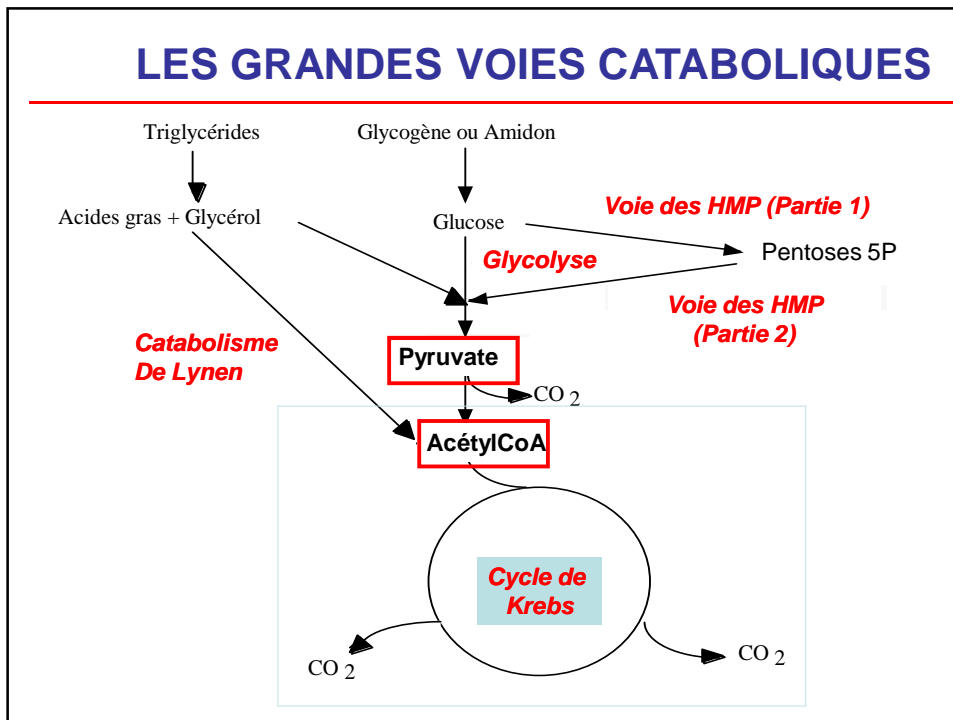 LES GRANDES VOIES CATABOLIQUES
Triglycérides
Glycogène ou Amidon
Acides gras + Glycérol
Glucose
Voie des HMP (Partie 1)
Glycolyse
Pentoses 5P
Voie des HMP
(Partie 2)
Catabolisme
De Lynen
Pyruvate
CO 2
AcétylCoA
Cycle de
Krebs
CO 2
CO 2